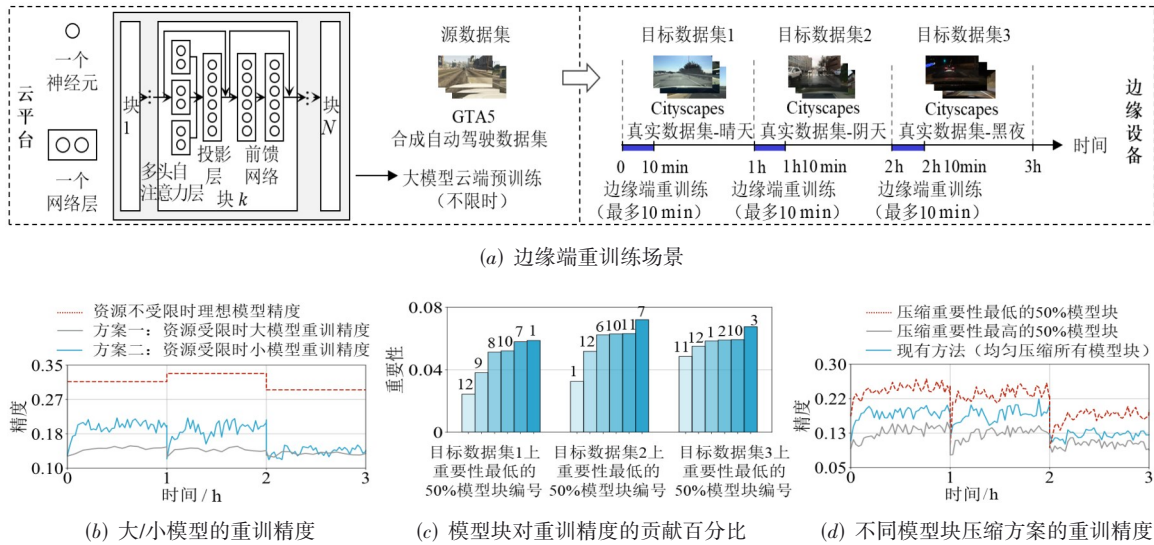 云平台
一个
神经元
一个
网络层
块
1
多头自
注意力层
投影
层
前馈
网络
块 k
块
N
源数据集
GTA5
合成自动驾驶数据集
大模型云端预训练
（不限时）
目标数据集1
目标数据集2
目标数据集3
Cityscapes
Cityscapes
Cityscapes
真实数据集-晴天
真实数据集-阴天
真实数据集-黑夜
时间
0
10 min
1 h
1 h10 min
2 h
2 h10 min
3 h
边缘端重训练
（最多10 min）
边缘端重训练
（最多10 min）
边缘端重训练
（最多10 min）
边缘设备
(a) 边缘端重训练场景
资源不受限时理想模型精度
方案一：资源受限时大模型重训精度
方案二：资源受限时小模型重训精度
精度
0.35
0.27
0.18
0.10
0 1 2 3
时间 / h
(b) 大/小模型的重训精度
重要性
0.08
0.04
0
12 9 8 10 7 1
1 12 6 10 11 7
11 12 1 2 10 3
目标数据集1上
重要性最低的
50%模型块编号
目标数据集2上
重要性最低的
50%模型块编号
目标数据集3上
重要性最低的
50%模型块编号
(c) 模型块对重训精度的贡献百分比
压缩重要性最低的50%模型块
压缩重要性最高的50%模型块
现有方法（均匀压缩所有模型块）
精度
0.30
0.22
0.13
0.05
0 1 2 3
时间 / h
(d) 不同模型块压缩方案的重训精度